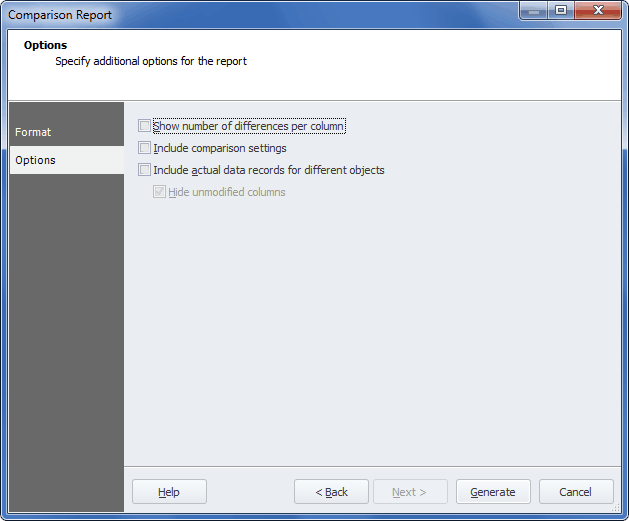 Comparison Report
Options
Specify additional options for the report
Format
Options
Show number of differences per column
Include comparison settings
Include actual data records for different objects
Hide unmodified columns
Help
< Back
Next >
Generate
Cancel